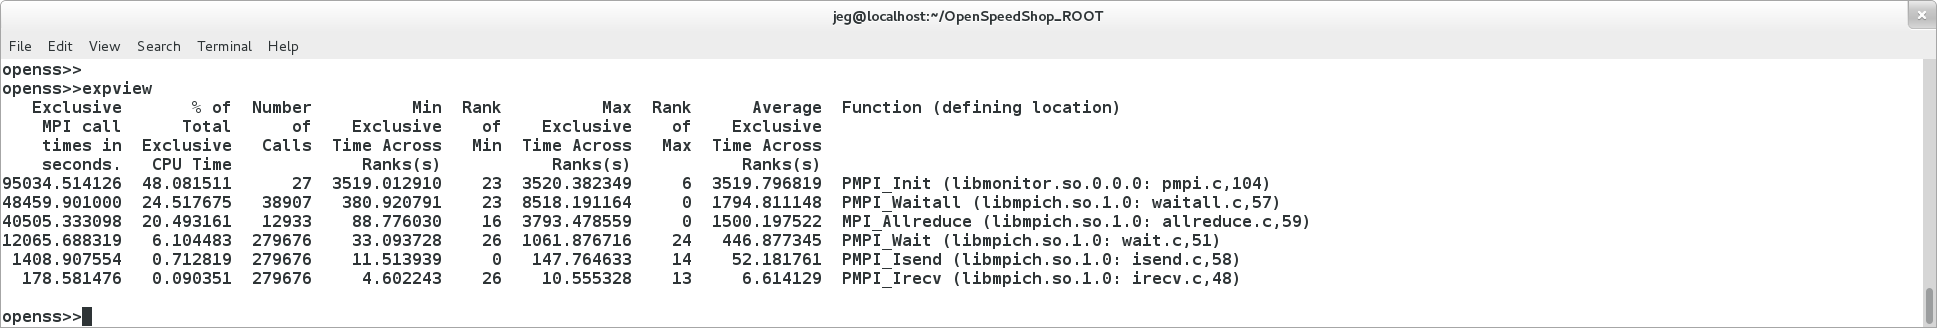 jeg@localhost:~/OpenSpeedShop_ROOT
×
File Edit View Search Terminal Help
openss>>
openss>>expview
   Exclusive       % of  Number          Min  Rank          Max  Rank      Average  Function (defining location)
    MPI call      Total      of    Exclusive    of    Exclusive    of    Exclusive
    times in  Exclusive   Calls  Time Across   Min  Time Across   Max  Time Across
    seconds.   CPU Time             Ranks(s)           Ranks(s)           Ranks(s)
95034.514126  48.081511      27  3519.012910    23  3520.382349     6  3519.796819  PMPI_Init (libmonitor.so.0.0.0: pmpi.c,104)
48459.901000  24.517675   38907   380.920791    23  8518.191164     0  1794.811148  PMPI_Waitall (libmpich.so.1.0: waitall.c,57)
40505.333098  20.493161   12933    88.776030    16  3793.478559     0  1500.197522  MPI_Allreduce (libmpich.so.1.0: allreduce.c,59)
12065.688319   6.104483  279676    33.093728    26  1061.876716    24   446.877345  PMPI_Wait (libmpich.so.1.0: wait.c,51)
 1408.907554   0.712819  279676    11.513939     0   147.764633    14    52.181761  PMPI_Isend (libmpich.so.1.0: isend.c,58)
  178.581476   0.090351  279676     4.602243    26    10.555328    13     6.614129  PMPI_Irecv (libmpich.so.1.0: irecv.c,48)
openss>>